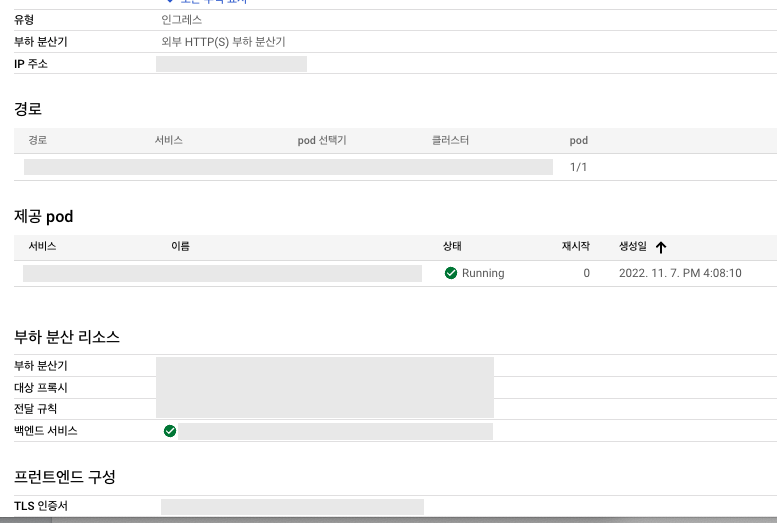 유형 인그레스
부하 분산기 외부 HTTP(S) 부하 분산기
IP 주소
경로
경로 서비스 pod 선택기 클러스터 pod
1/1
제공 pod
서비스 이름 상태 재시작 생성일
Running 0 2022. 11. 7. PM 4:08:10
부하 분산 리소스
부하 분산기
대상 프록시
전달 규칙
백엔드 서비스
프런트엔드 구성
TLS 인증서